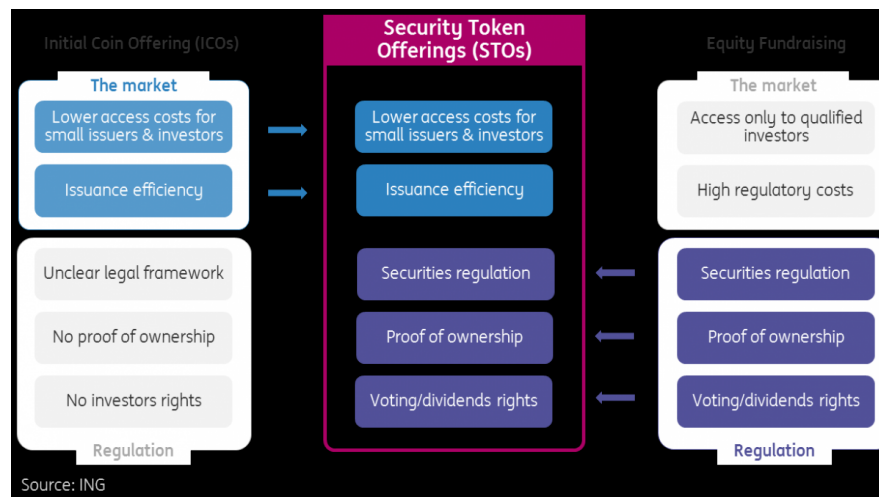 Initial Coin Offering (ICOs)
The market
Lower access costs for
small issuers & investors
Issuance efficiency
Unclear legal framework
No proof of ownership
No investors rights
Regulation
Security Token
Offerings (STOs)
Lower access costs for
small issuers & investors
Issuance efficiency
Securities regulation
Proof of ownership
Voting/dividends rights
Equity Fundraising
The market
Access only to qualified
investors
High regulatory costs
Securities regulation
Proof of ownership
Voting/dividends rights
Regulation
Source: ING